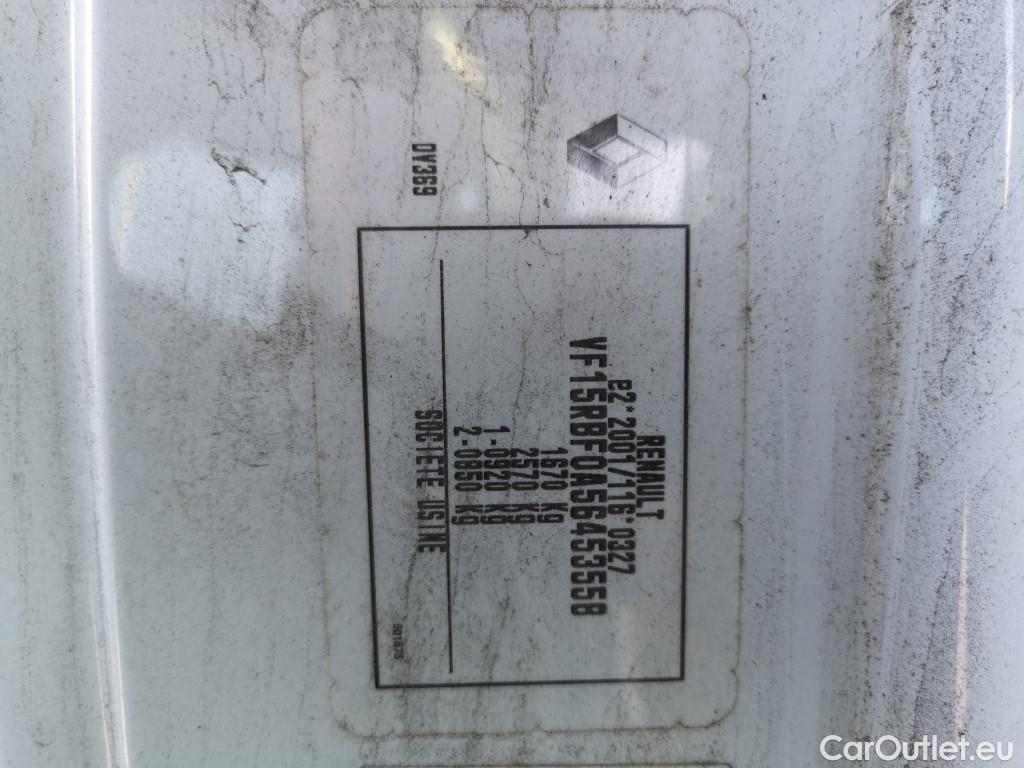 RENAULT
e2*2001/116*0327
VF15RBF0A56453558
1670 Kg
2570 Kg
1-0920 Kg
2-0850 Kg
SOCIETE USINE
DV369
CarOutlet.eu